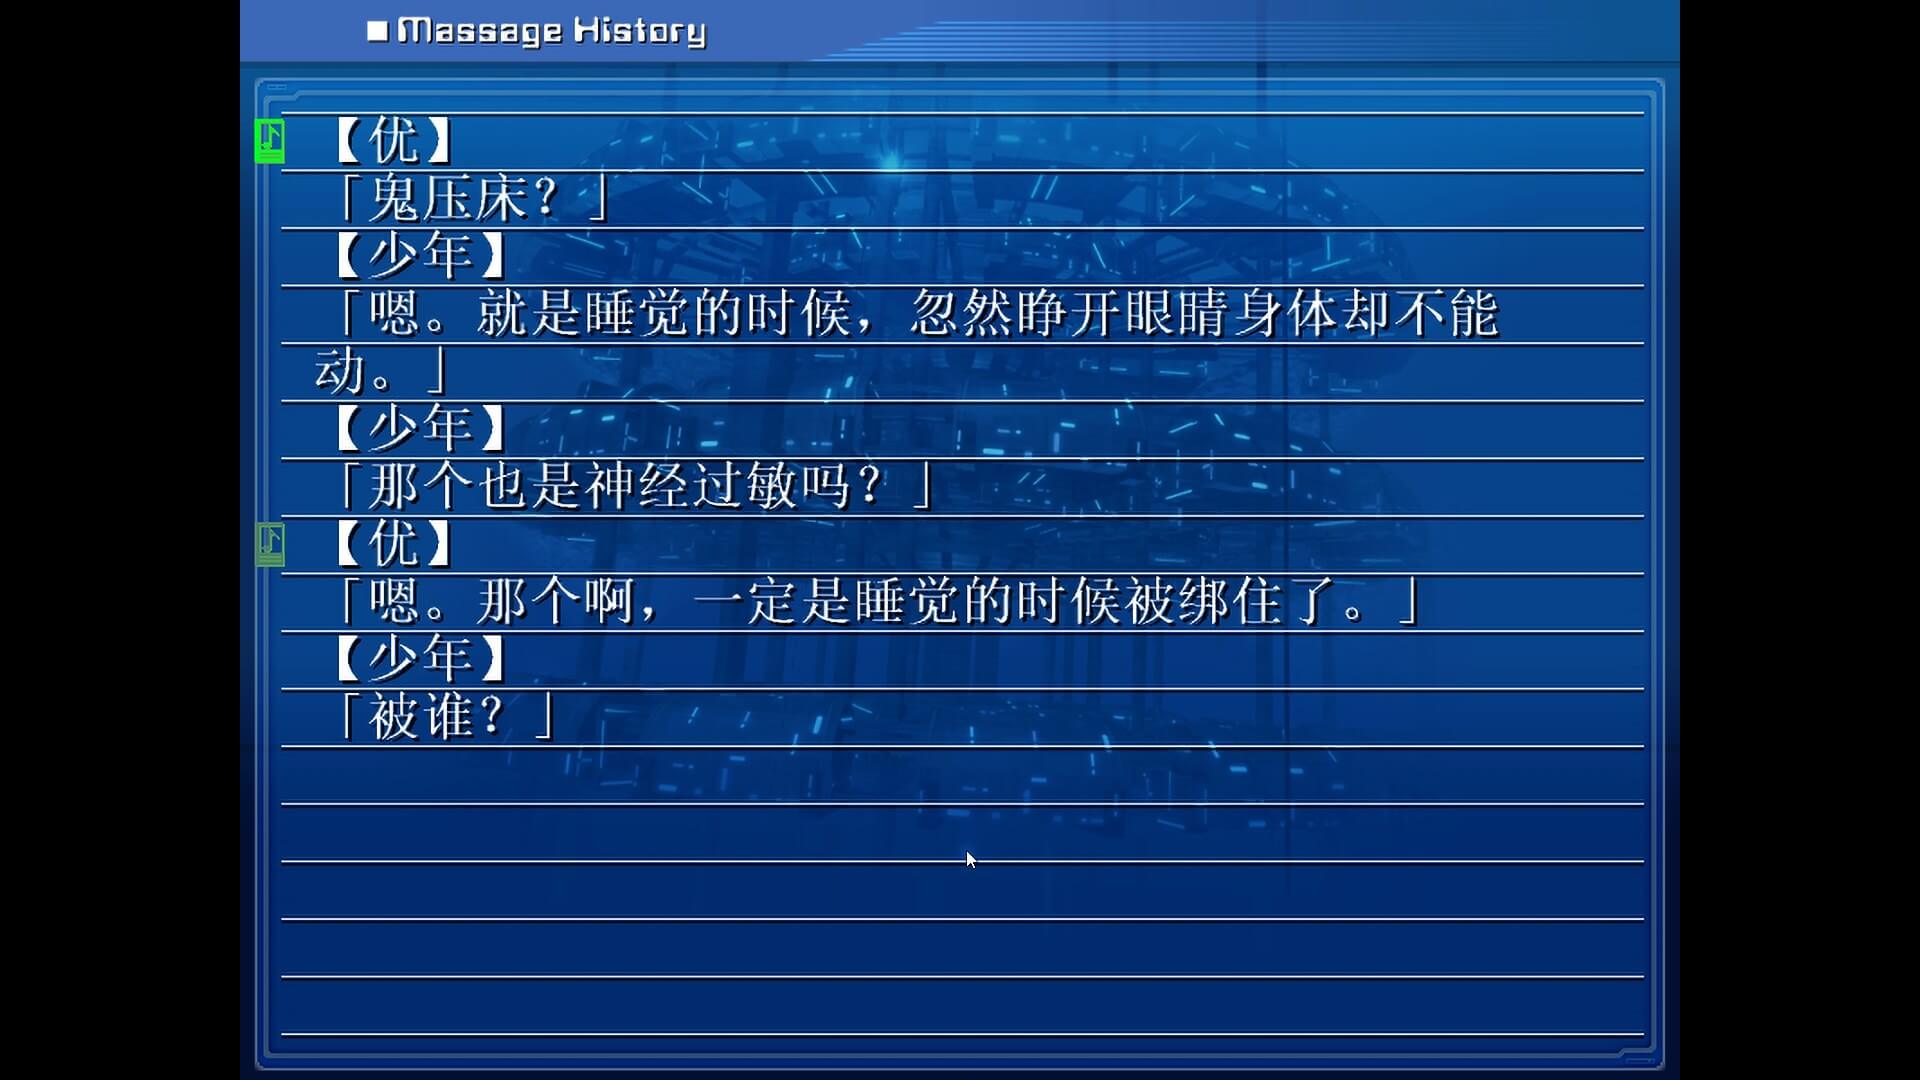 ■Massage History
【优】
「鬼压床？」
【少年】
「嗯。就是睡觉的时候，忽然睁开眼睛身体却不能
动。」
【少年】
「那个也是神经过敏吗？」
【优】
「嗯。那个啊，一定是睡觉的时候被绑住了。」
【少年】
「被谁？」